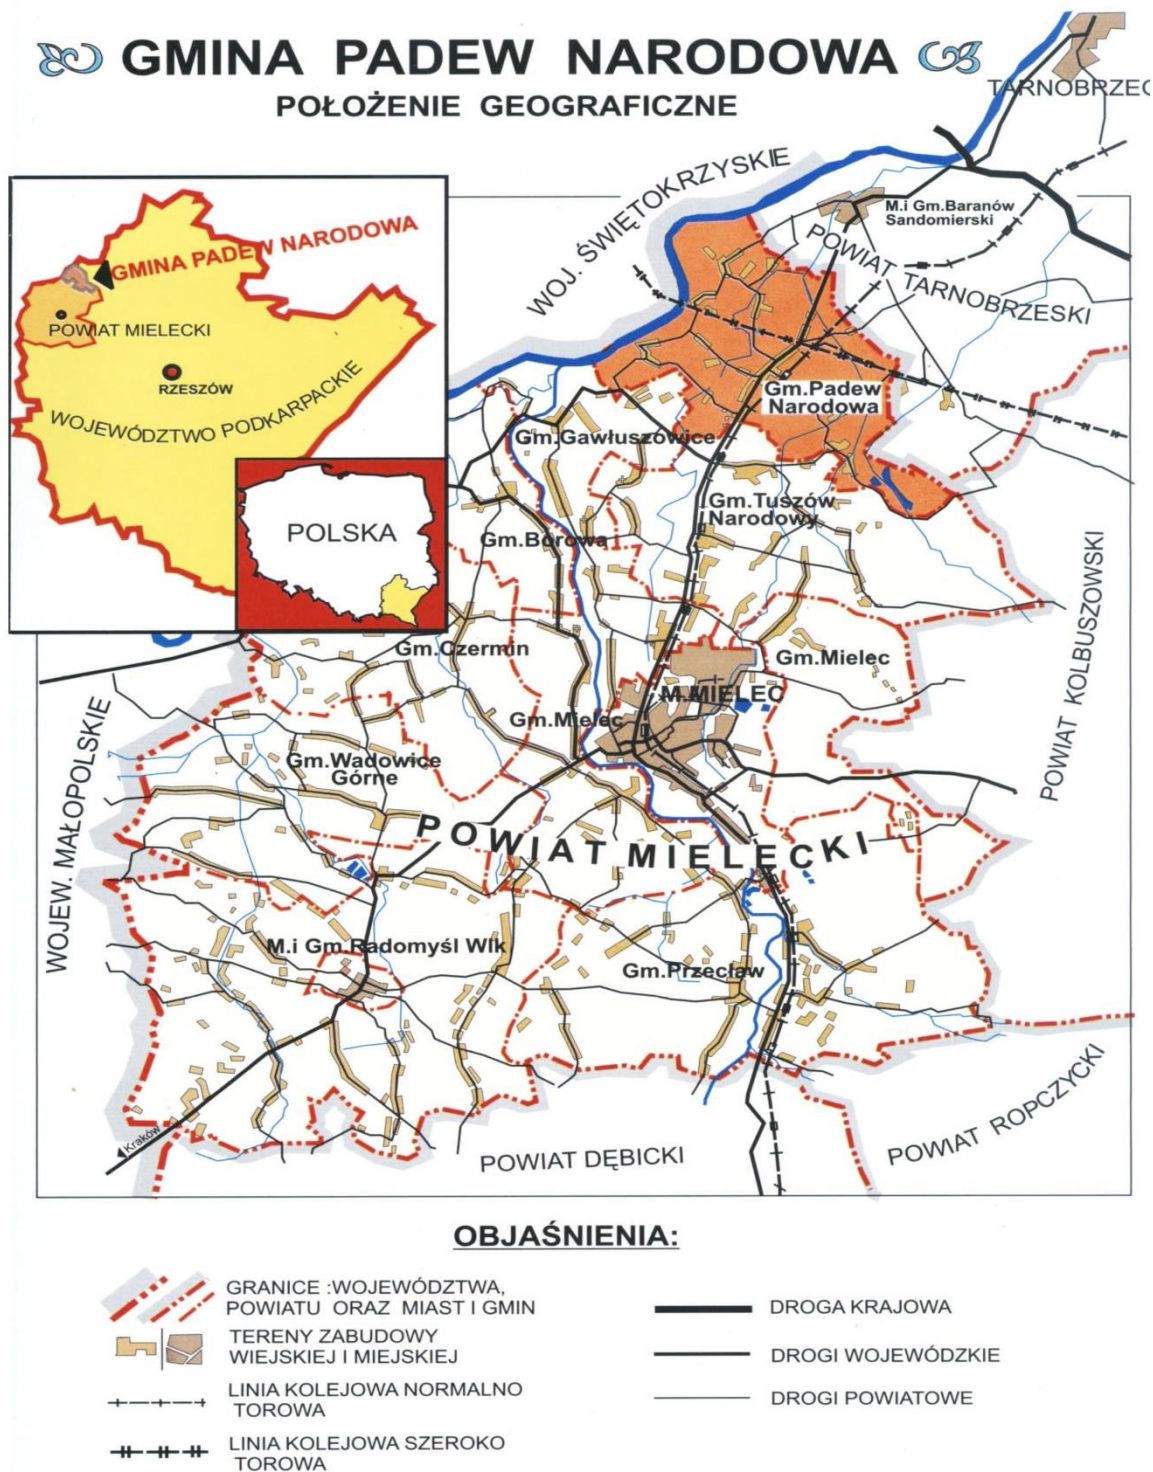 GMINA PADEW NARODOWA
POŁOŻENIE GEOGRAFICZNE
TARNOBRZEG
WOJ. ŚWIĘTOKRZYSKIE
M.i Gm.Baranów
Sandomierski
POWIAT TARNOBRZESKI
GMINA PADEW NARODOWA
POWIAT MIELECKI
RZESZÓW
WOJEWÓDZTWO PODKARPACKIE
POLSKA
Gm.Padew
Narodowa
Gm.Gawłuszowice
Gm.Tuszów
Narodowy
Gm.Borowa
Gm.Czermin
Gm.Mielec
M.MIELEC
Gm.Mielec
Gm.Wadowice
Górne
POWIAT KOLBUSZOWSKI
WOJEW. MAŁOPOLSKIE
POWIAT MIELECKI
M.i Gm.Radomyśl Wlk
Gm.Przecław
Kraków
POWIAT DĘBICKI
POWIAT ROPCZYCKI
OBJAŚNIENIA:
GRANICE :WOJEWÓDZTWA,
POWIATU ORAZ MIAST I GMIN
TERENY ZABUDOWY
WIEJSKIEJ I MIEJSKIEJ
LINIA KOLEJOWA NORMALNO
TOROWA
LINIA KOLEJOWA SZEROKO
TOROWA
DROGA KRAJOWA
DROGI WOJEWÓDZKIE
DROGI POWIATOWE